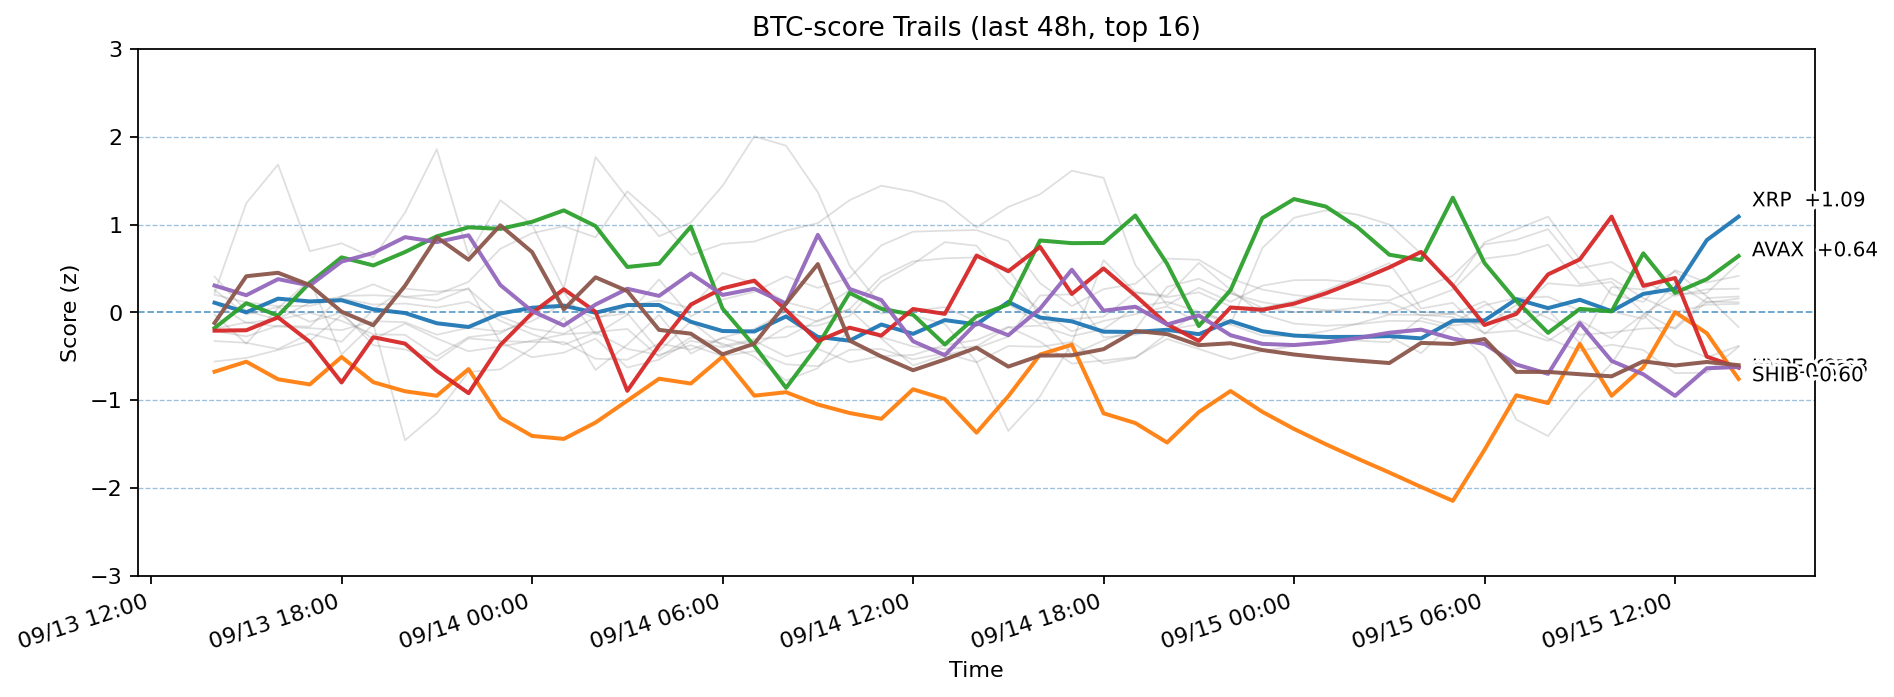 BTC-score Trails (last 48h, top 16)
3
2
1
0
−1
−2
−3
Score (z)
XRP +1.09
AVAX +0.64
SHIB -0.60
09/13 12:00
09/13 18:00
09/14 00:00
09/14 06:00
09/14 12:00
09/14 18:00
09/15 00:00
09/15 06:00
09/15 12:00
Time